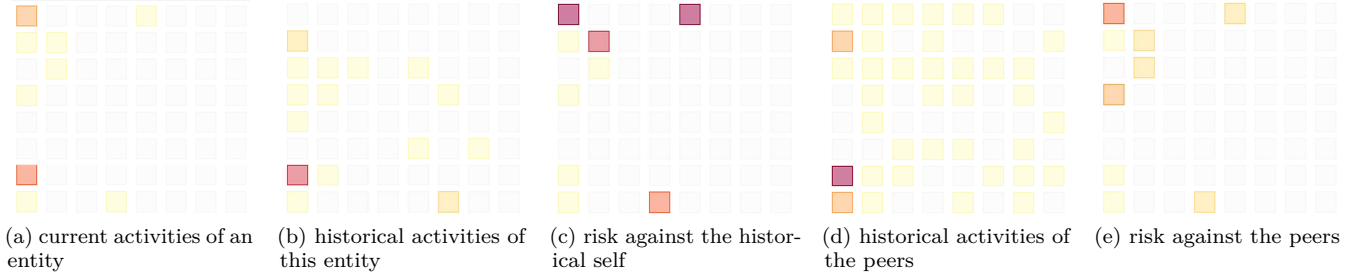 (a) current activities of an
entity
(b) historical activities of
this entity
(c) risk against the histor-
ical self
(d) historical activities of
the peers
(e) risk against the peers